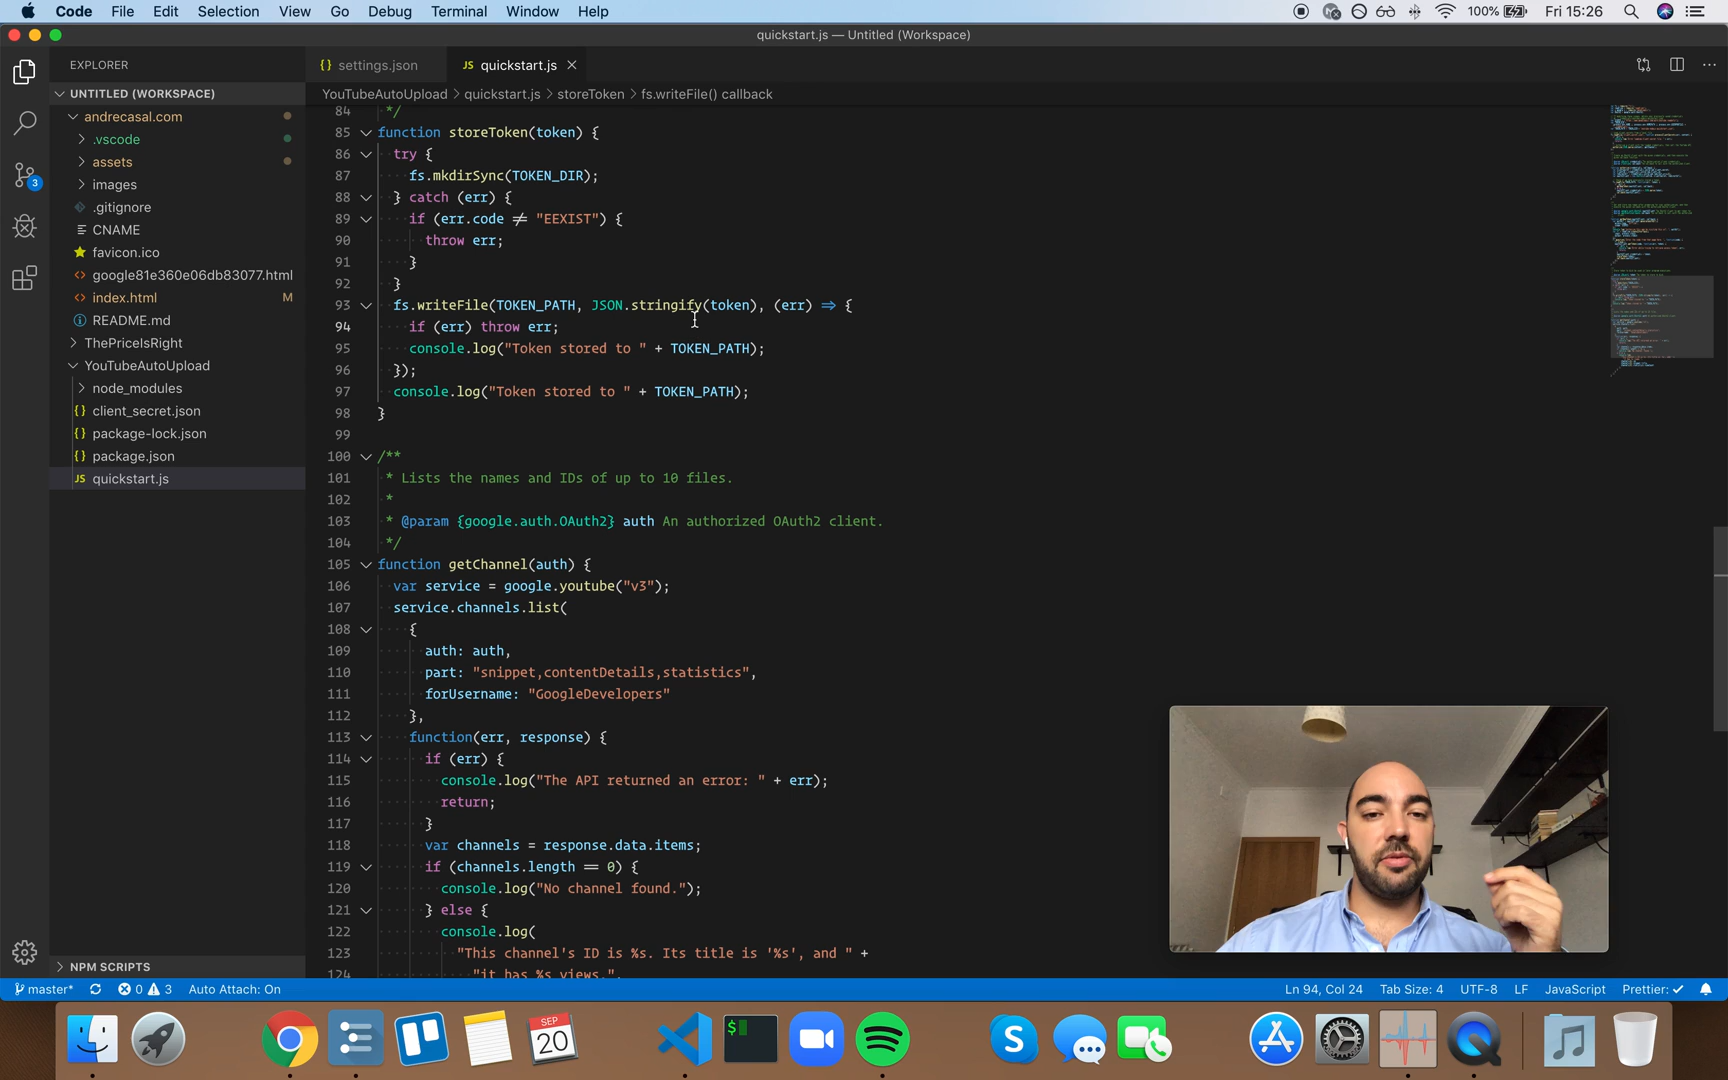 Code File Edit Selection View Go Debug Terminal Window Help 100% Fri 15:26
quickstart.js — Untitled (Workspace)
EXPLORER
UNTITLED (WORKSPACE)
andrecasal.com
.vscode
assets
images
.gitignore
CNAME
favicon.ico
google81e360e06db83077.html
index.html M
README.md
ThePriceIsRight
YouTubeAutoUpload
node_modules
{} client_secret.json
{} package-lock.json
{} package.json
JS quickstart.js
NPM SCRIPTS
3
{} settings.json JS quickstart.js
YouTubeAutoUpload > quickstart.js > storeToken > fs.writeFile() callback
84 */
85 function storeToken(token) {
86 try {
87 fs.mkdirSync(TOKEN_DIR);
88 } catch (err) {
89 if (err.code != "EEXIST") {
90 throw err;
91 }
92 }
93 fs.writeFile(TOKEN_PATH, JSON.stringify(token), (err) => {
94 if (err) throw err;
95 console.log("Token stored to " + TOKEN_PATH);
96 });
97 console.log("Token stored to " + TOKEN_PATH);
98 }
99
100 /**
101 * Lists the names and IDs of up to 10 files.
102 *
103 * @param {google.auth.OAuth2} auth An authorized OAuth2 client.
104 */
105 function getChannel(auth) {
106 var service = google.youtube("v3");
107 service.channels.list(
108 {
109 auth: auth,
110 part: "snippet,contentDetails,statistics",
111 forUsername: "GoogleDevelopers"
112 },
113 function(err, response) {
114 if (err) {
115 console.log("The API returned an error: " + err);
116 return;
117 }
118 var channels = response.data.items;
119 if (channels.length == 0) {
120 console.log("No channel found.");
121 } else {
122 console.log(
123 "This channel's ID is %s. Its title is '%s', and " +
124 "it has %s views.",
master* 0 3 Auto Attach: On Ln 94, Col 24 Tab Size: 4 UTF-8 LF JavaScript Prettier: ✓
$
SEP
20